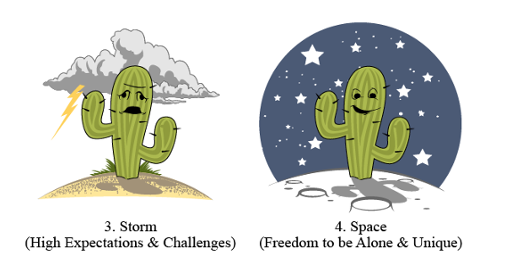 3. Storm
(High Expectations & Challenges)
4. Space
(Freedom to be Alone & Unique)